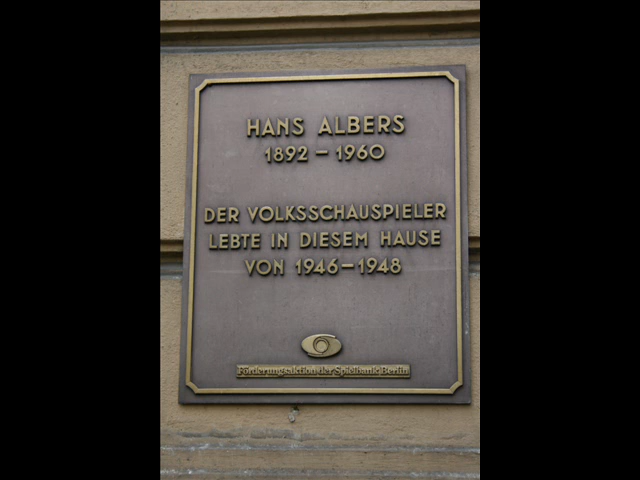 HANS ALBERS
1892 – 1960
DER VOLKSSCHAUSPIELER
LEBTE IN DIESEM HAUSE
VON 1946 – 1948
Förderungsaktion der Spielbank Berlin